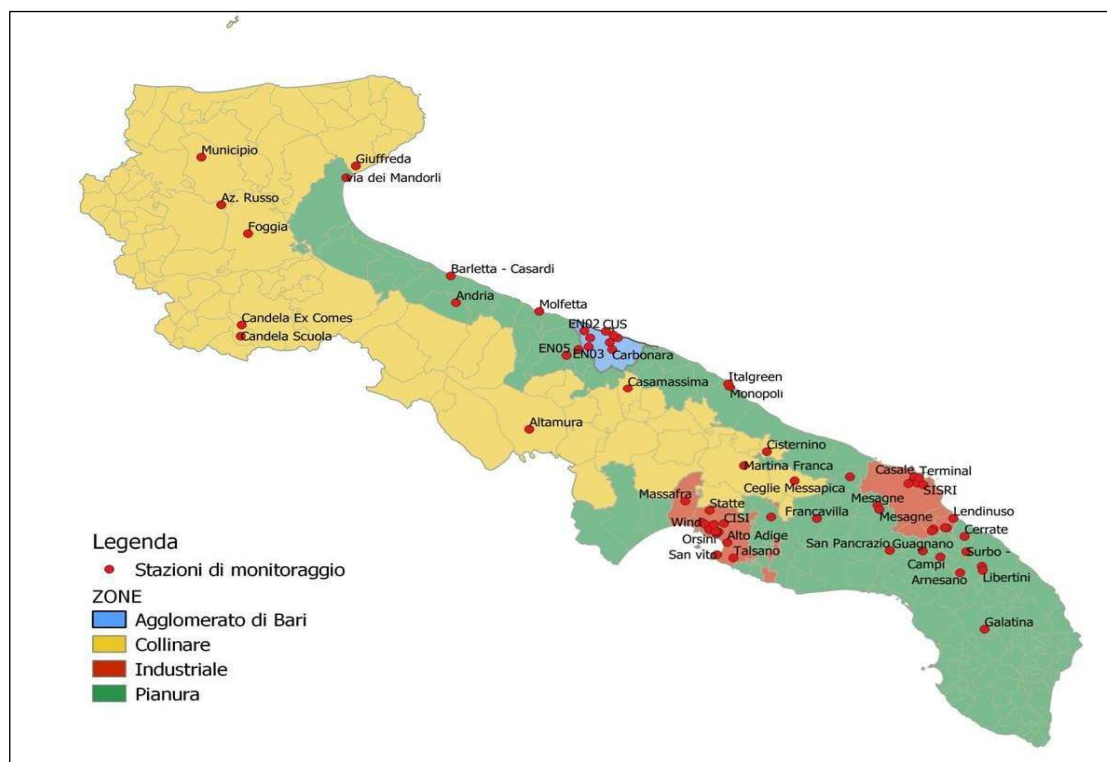 Municipio
Giuffreda
via dei Mandorli
Az. Russo
Foggia
Barletta - Casardi
Andria
Molfetta
Candela Ex Comes
Candela Scuola
EN02 CUS
EN05 EN03 Carbonara
Casamassima
Italgreen
Monopoli
Altamura
Cisternino
Martina Franca
Casale Terminal
Ceglie Messapica
SISRI
Massafra
Statte
Mesagne
Francavilla
Mesagne
Lendinuso
Wind CISI
Cerrate
Orsini Alto Adige
San Pancrazio Guagnano
Surbo -
San vito Talsano
Campi
Arnesano Libertini
Galatina
Legenda
Stazioni di monitoraggio
ZONE
Agglomerato di Bari
Collinare
Industriale
Pianura